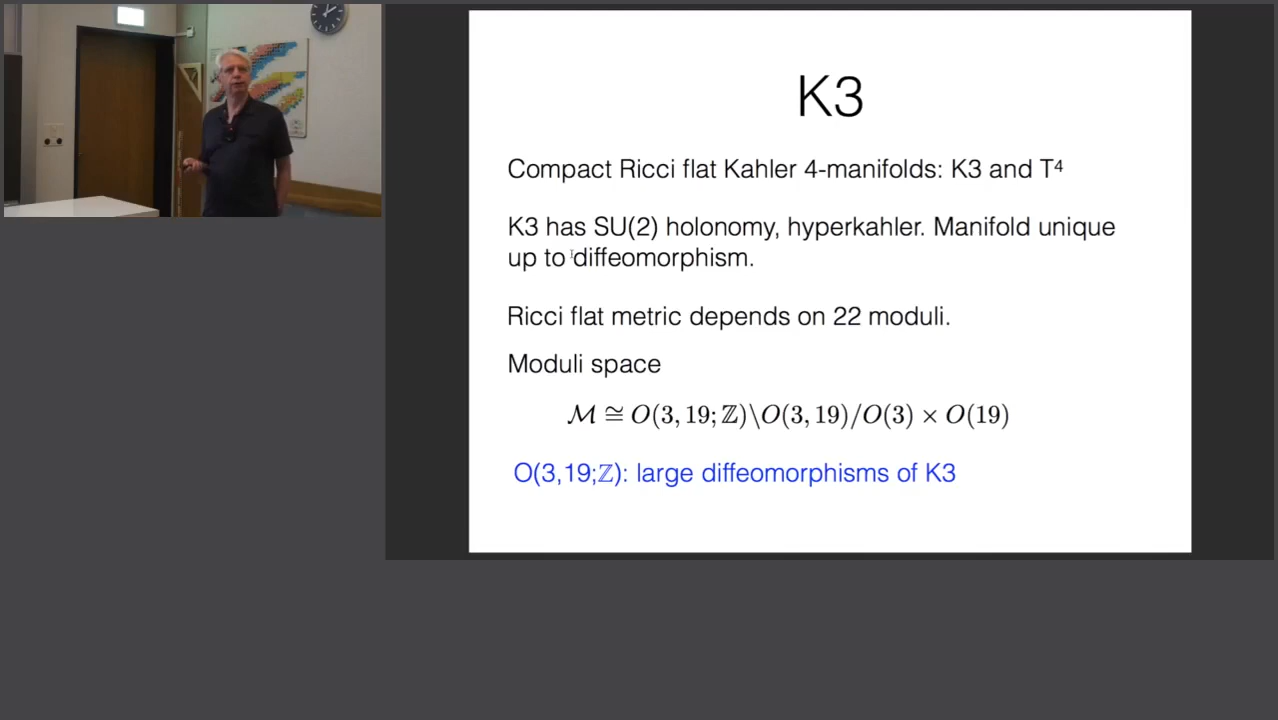 K3
Compact Ricci flat Kahler 4-manifolds: K3 and T⁴
K3 has SU(2) holonomy, hyperkahler. Manifold unique
up to diffeomorphism.
Ricci flat metric depends on 22 moduli.
Moduli space
ℳ ≅ O(3, 19; ℤ)\O(3, 19)/O(3) × O(19)
O(3,19;ℤ): large diffeomorphisms of K3